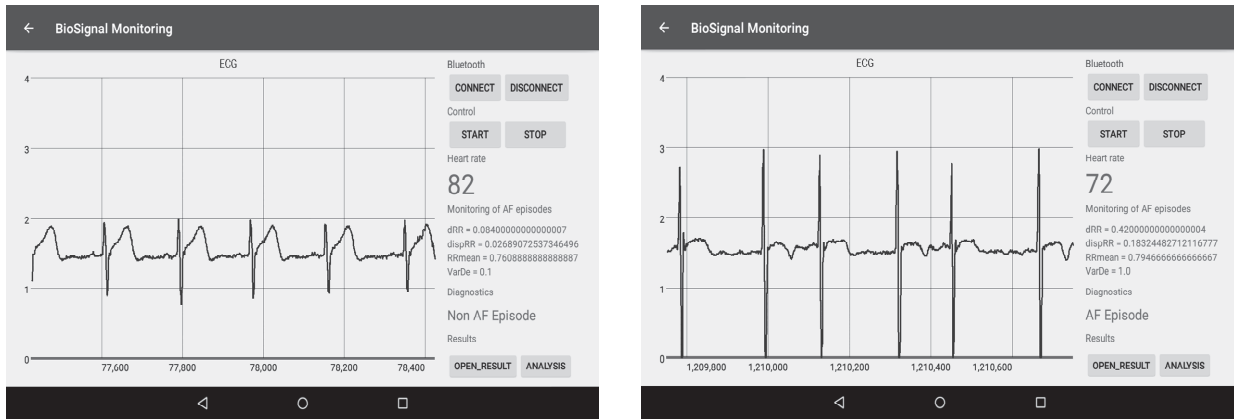 BioSignal Monitoring
ECG
4
3
2
1
0
77,600 77,800 78,000 78,200 78,400
Bluetooth
CONNECT DISCONNECT
Control
START STOP
Heart rate
82
Monitoring of AF episodes
dRR = 0.08400000000000007
dispRR = 0.02689072537346496
RRmean = 0.7608888888888887
VarDe = 0.1
Diagnostics
Non AF Episode
Results
OPEN_RESULT ANALYSIS
BioSignal Monitoring
ECG
4
3
2
1
0
1,209,800 1,210,000 1,210,200 1,210,400 1,210,600
Bluetooth
CONNECT DISCONNECT
Control
START STOP
Heart rate
72
Monitoring of AF episodes
dRR = 0.42000000000000004
dispRR = 0.18324482712116777
RRmean = 0.7946666666666667
VarDe = 1.0
Diagnostics
AF Episode
Results
OPEN_RESULT ANALYSIS